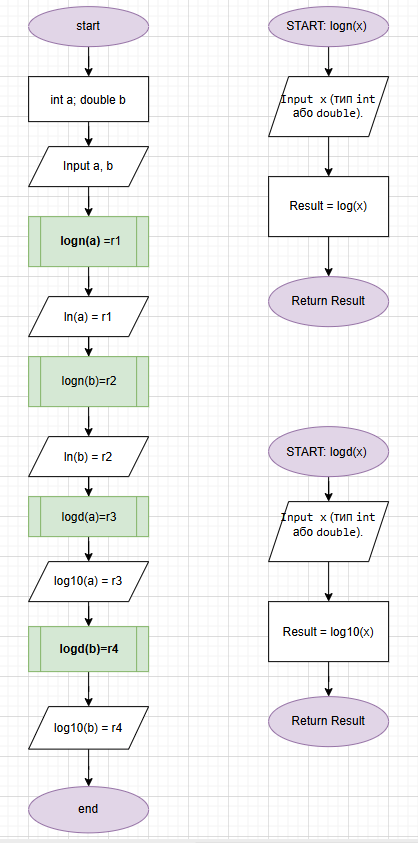 start
int a; double b
Input a, b
logn(a) =r1
ln(a) = r1
logn(b)=r2
ln(b) = r2
logd(a)=r3
log10(a) = r3
logd(b)=r4
log10(b) = r4
end
START: logn(x)
Input x (тип int
або double).
Result = log(x)
Return Result
START: logd(x)
Input x (тип int
або double).
Result = log10(x)
Return Result